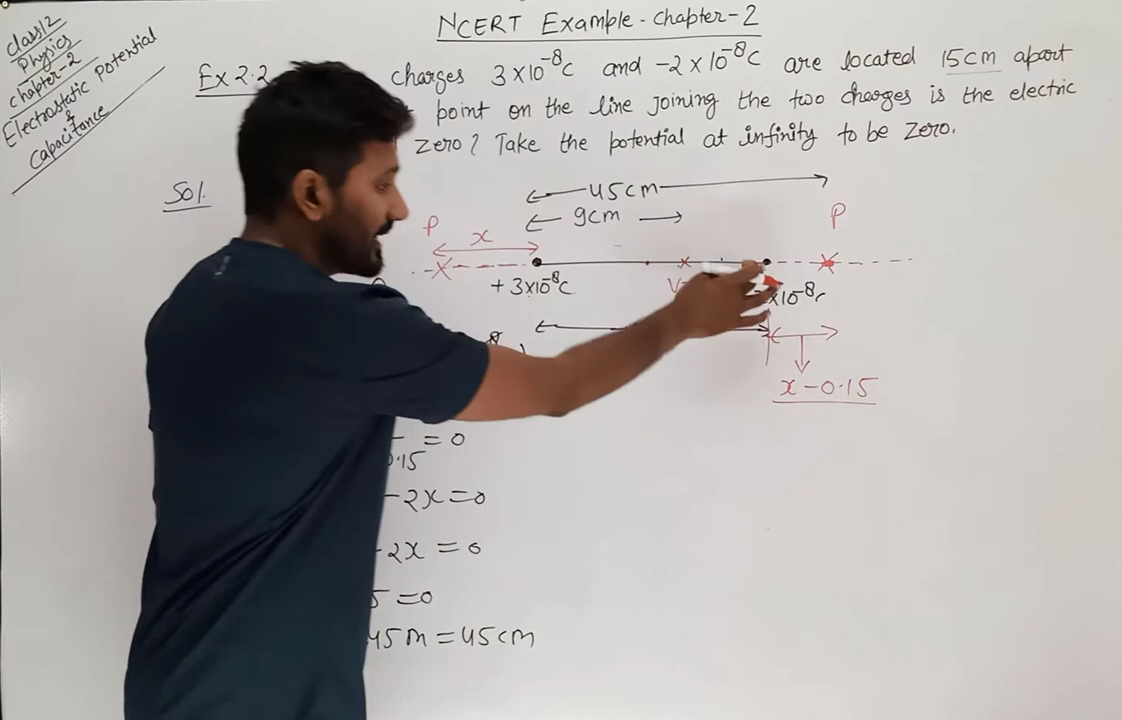 NCERT Example - Chapter-2
class12
Physics
chapter-2
Electrostatic Potential
&
Capacitance
Ex 2.2 charges 3×10⁻⁸C and -2×10⁻⁸C are located 15cm apart
point on the line joining the two charges is the electric
zero? Take the potential at infinity to be zero.
Sol.
45cm
9cm
P
x
P
+3×10⁻⁸C
×10⁻⁸C
x-0.15
= 0
0.15
-2x=0
-2x = 0
5 =0
45m = 45cm